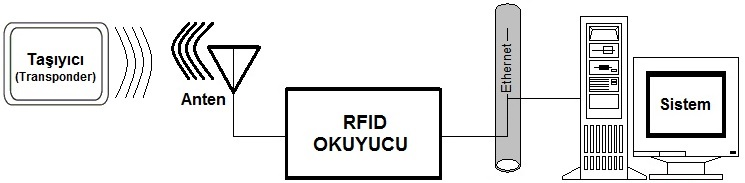 Taşıyıcı
(Transponder)
Anten
RFID
OKUYUCU
Ethernet
Sistem